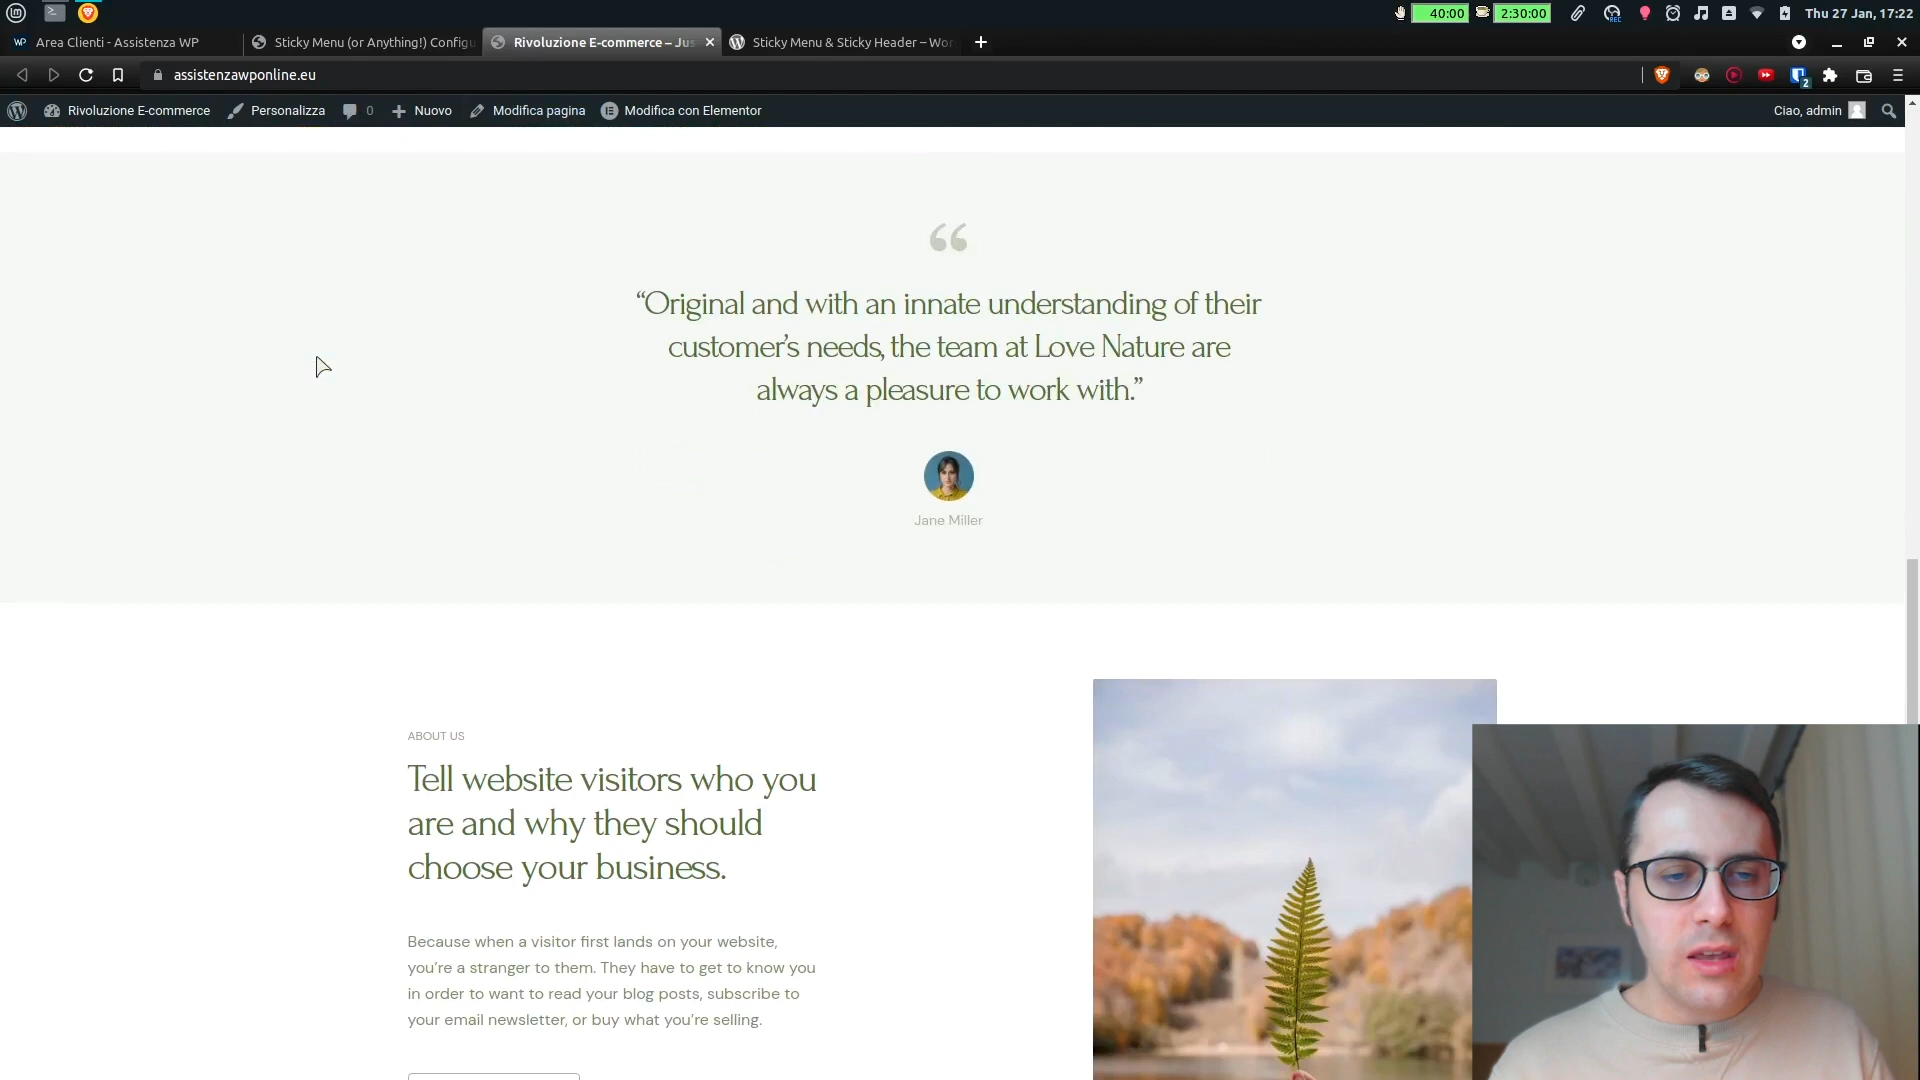 40:00
2:30:00
REC
Thu 27 Jan, 17:22
WP Area Clienti - Assistenza WP
Sticky Menu (or Anything!) Configu
Rivoluzione E-commerce – Jus
Sticky Menu & Sticky Header – Wor
assistenzawponline.eu
2
Rivoluzione E-commerce
Personalizza
0
Nuovo
Modifica pagina
Modifica con Elementor
Ciao, admin
“
“Original and with an innate understanding of their
customer’s needs, the team at Love Nature are
always a pleasure to work with.”
Jane Miller
ABOUT US
Tell website visitors who you
are and why they should
choose your business.
Because when a visitor first lands on your website,
you’re a stranger to them. They have to get to know you
in order to want to read your blog posts, subscribe to
your email newsletter, or buy what you’re selling.